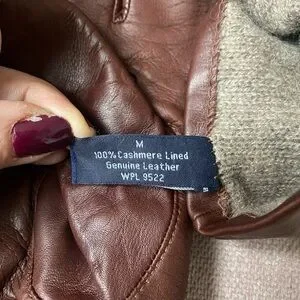 M
100% Cashmere Lined
Genuine Leather
WPL 9522